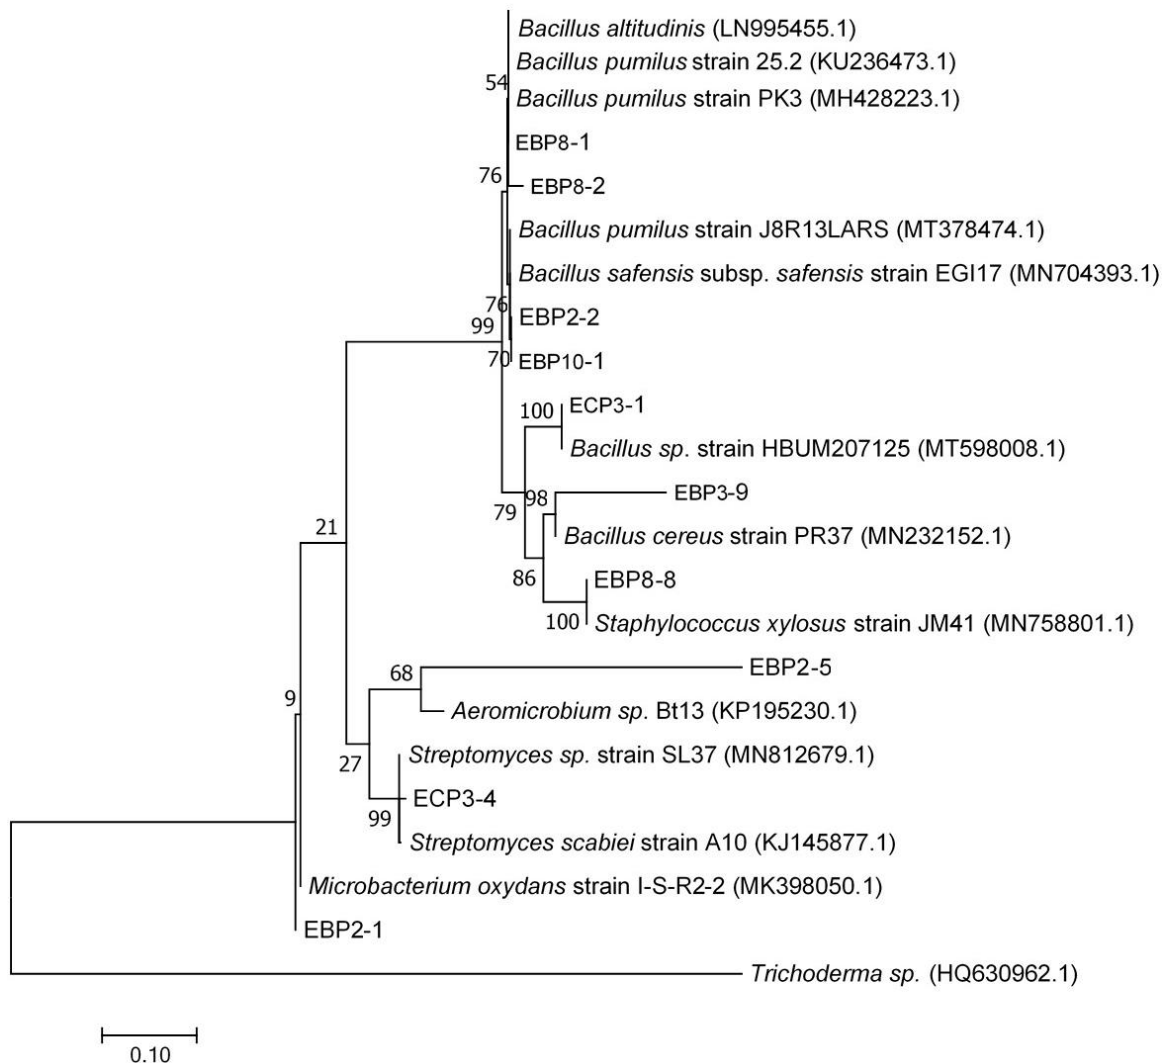 Bacillus altitudinis (LN995455.1)
Bacillus pumilus strain 25.2 (KU236473.1)
54
Bacillus pumilus strain PK3 (MH428223.1)
EBP8-1
76
EBP8-2
Bacillus pumilus strain J8R13LARS (MT378474.1)
Bacillus safensis subsp. safensis strain EGI17 (MN704393.1)
76
EBP2-2
99
70
EBP10-1
100
ECP3-1
Bacillus sp. strain HBUM207125 (MT598008.1)
98
EBP3-9
79
Bacillus cereus strain PR37 (MN232152.1)
21
86
EBP8-8
100
Staphylococcus xylosus strain JM41 (MN758801.1)
68
EBP2-5
9
Aeromicrobium sp. Bt13 (KP195230.1)
Streptomyces sp. strain SL37 (MN812679.1)
27
ECP3-4
99
Streptomyces scabiei strain A10 (KJ145877.1)
Microbacterium oxydans strain I-S-R2-2 (MK398050.1)
EBP2-1
Trichoderma sp. (HQ630962.1)
0.10